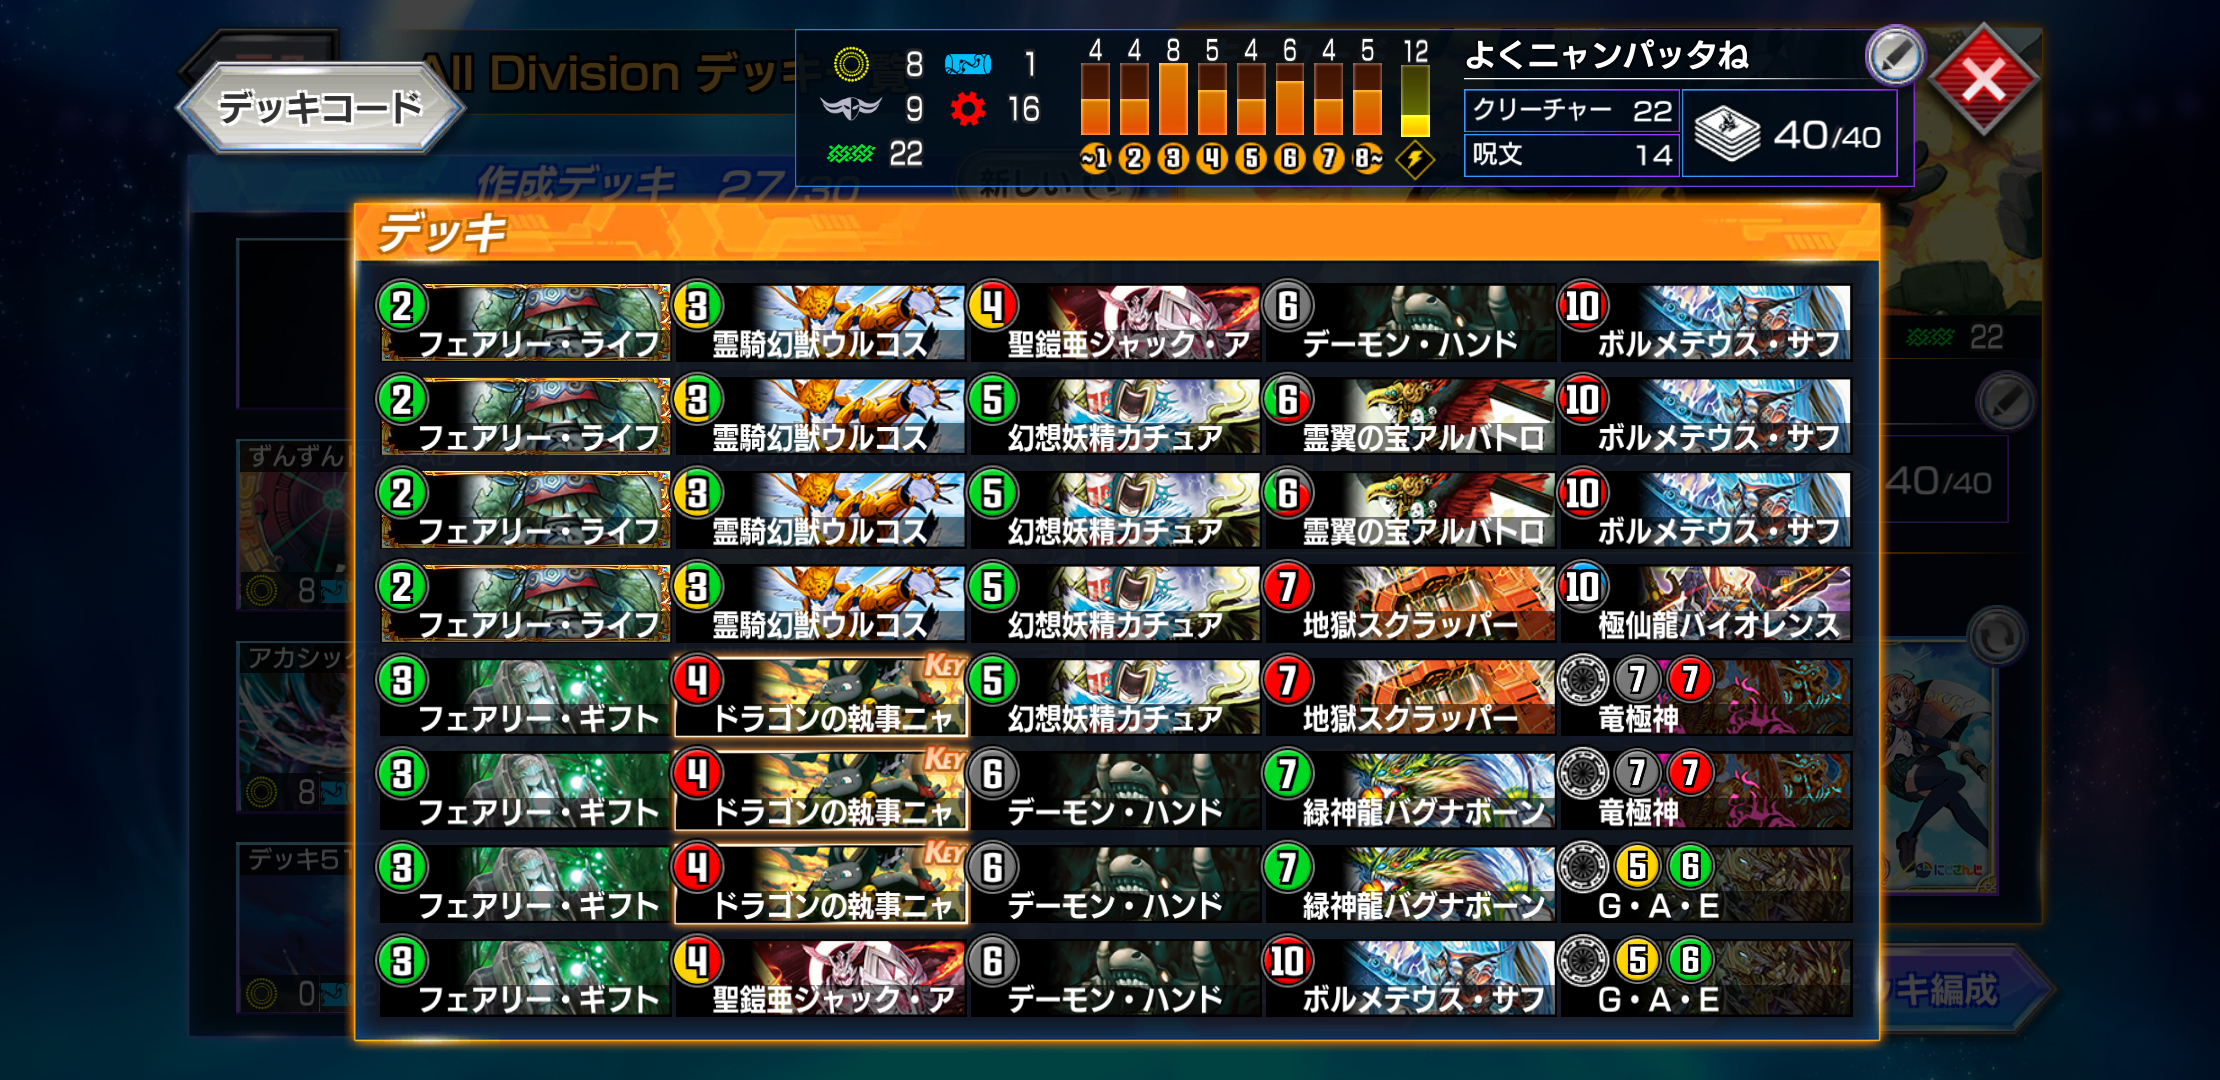 デッキコード
All Division デッキ
8 1
9 16
22
4 4 8 5 4 6 4 5 12
~1 2 3 4 5 6 7 8~
よくニャンパッタね
クリーチャー 22
呪文 14
40/40
作成デッキ 27/30
新しい
デッキ
2 フェアリー・ライフ
3 霊騎幻獣ウルコス
4 聖鎧亜ジャック・ア
6 デーモン・ハンド
10 ボルメテウス・サフ
2 フェアリー・ライフ
3 霊騎幻獣ウルコス
5 幻想妖精カチュア
6 霊翼の宝アルバトロ
10 ボルメテウス・サフ
2 フェアリー・ライフ
3 霊騎幻獣ウルコス
5 幻想妖精カチュア
6 霊翼の宝アルバトロ
10 ボルメテウス・サフ
2 フェアリー・ライフ
3 霊騎幻獣ウルコス
5 幻想妖精カチュア
7 地獄スクラッパー
10 極仙龍バイオレンス
3 フェアリー・ギフト
4 ドラゴンの執事ニャ KEY
5 幻想妖精カチュア
7 地獄スクラッパー
7 7 竜極神
3 フェアリー・ギフト
4 ドラゴンの執事ニャ KEY
6 デーモン・ハンド
7 緑神龍バグナボーン
7 7 竜極神
3 フェアリー・ギフト
4 ドラゴンの執事ニャ KEY
6 デーモン・ハンド
7 緑神龍バグナボーン
5 6 G・A・E
3 フェアリー・ギフト
4 聖鎧亜ジャック・ア
6 デーモン・ハンド
10 ボルメテウス・サフ
5 6 G・A・E
ずんずん
8
アカシック
8
デッキ51
0
22
40/40
にじさんじ
キ編成